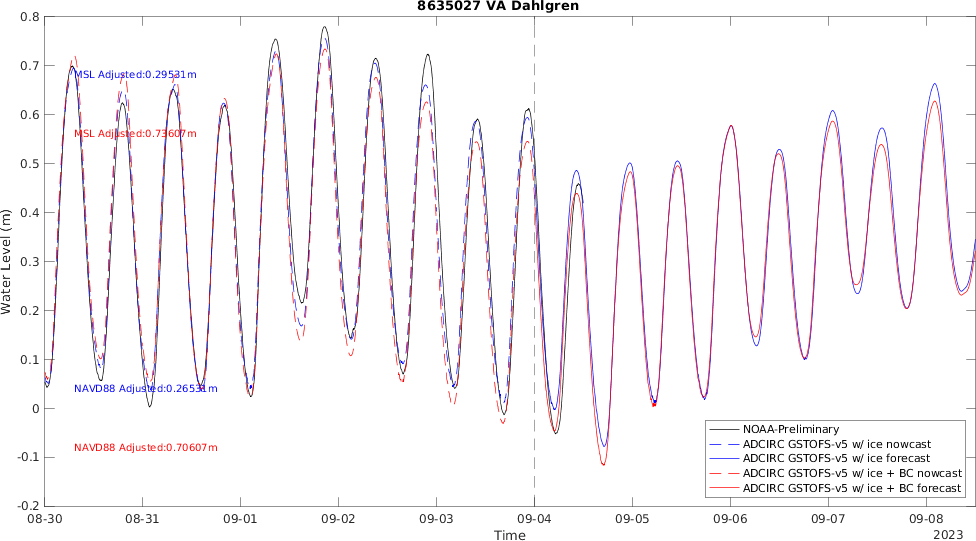 8635027 VA Dahlgren
Water Level (m)
0.8
0.7
0.6
0.5
0.4
0.3
0.2
0.1
0
-0.1
-0.2
MSL Adjusted:0.29531m
MSL Adjusted:0.73607m
NAVD88 Adjusted:0.26531m
NAVD88 Adjusted:0.70607m
NOAA-Preliminary
ADCIRC GSTOFS-v5 w/ ice nowcast
ADCIRC GSTOFS-v5 w/ ice forecast
ADCIRC GSTOFS-v5 w/ ice + BC nowcast
ADCIRC GSTOFS-v5 w/ ice + BC forecast
08-30 08-31 09-01 09-02 09-03 09-04 09-05 09-06 09-07 09-08
Time
2023